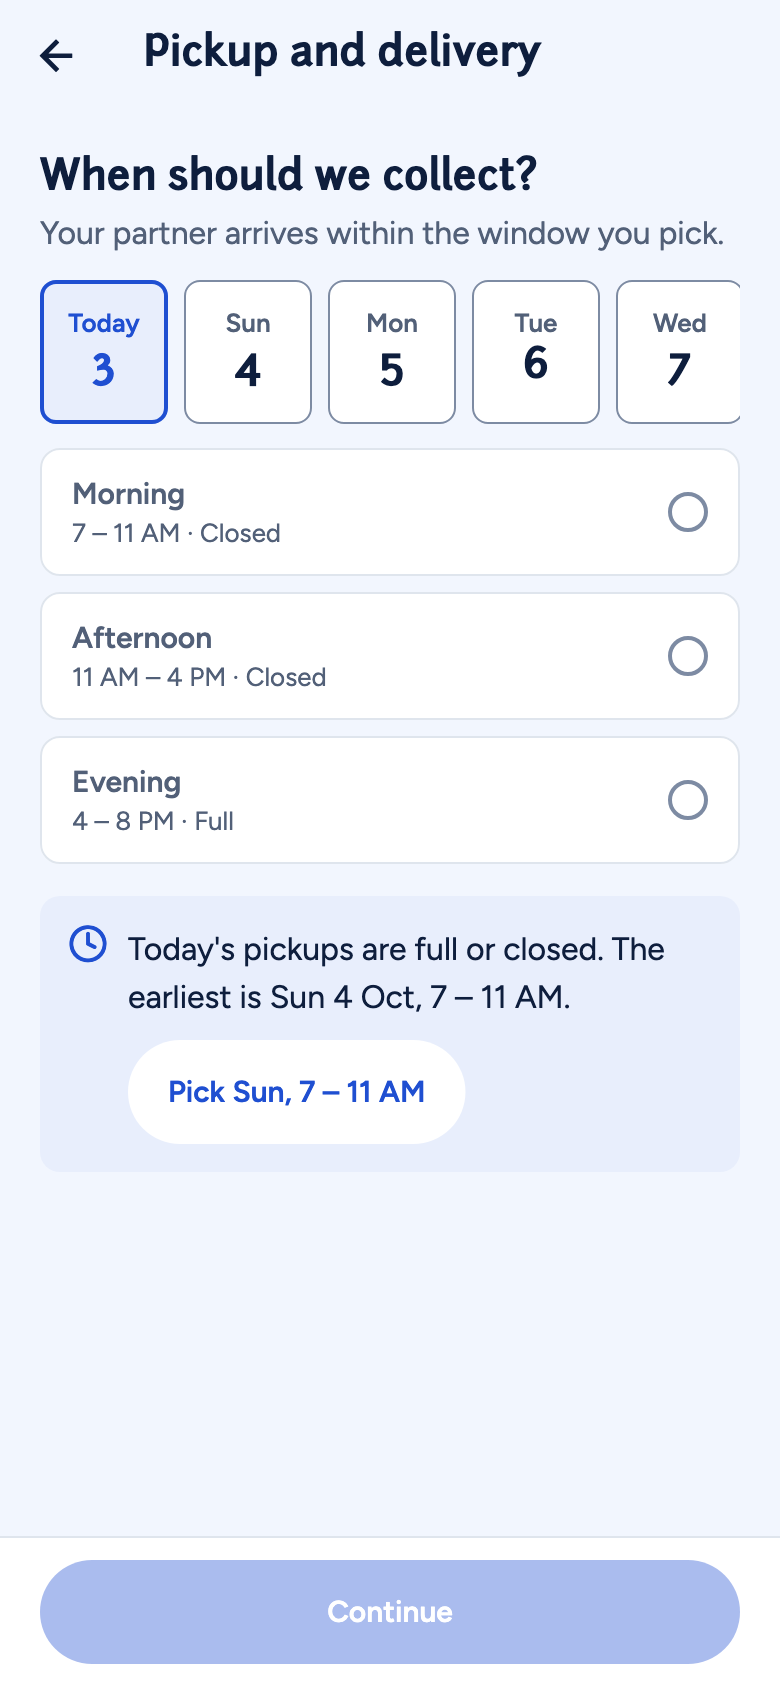 Pickup and delivery
When should we collect?
Your partner arrives within the window you pick.
Today Sun Mon Tue Wed
3 4 5 6 7
Morning
7 – 11 AM · Closed
Afternoon
11 AM – 4 PM · Closed
Evening
4 – 8 PM · Full
Today's pickups are full or closed. The
earliest is Sun 4 Oct, 7 – 11 AM.
Pick Sun, 7 – 11 AM
Continue